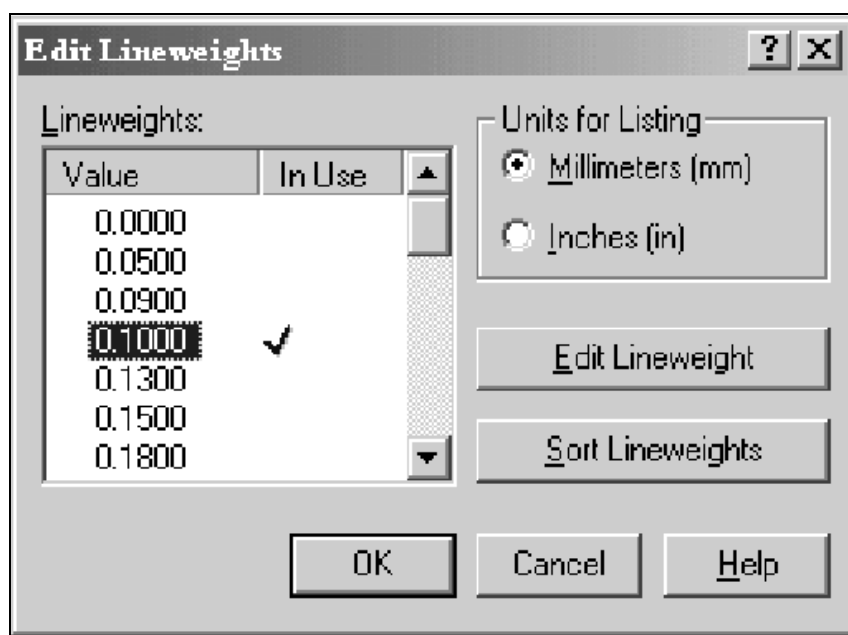 Edit Lineweights
? X
Lineweights:
Value In Use
0.0000
0.0500
0.0900
0.1000
0.1300
0.1500
0.1800
Units for Listing
Millimeters (mm)
Inches (in)
Edit Lineweight
Sort Lineweights
OK Cancel Help